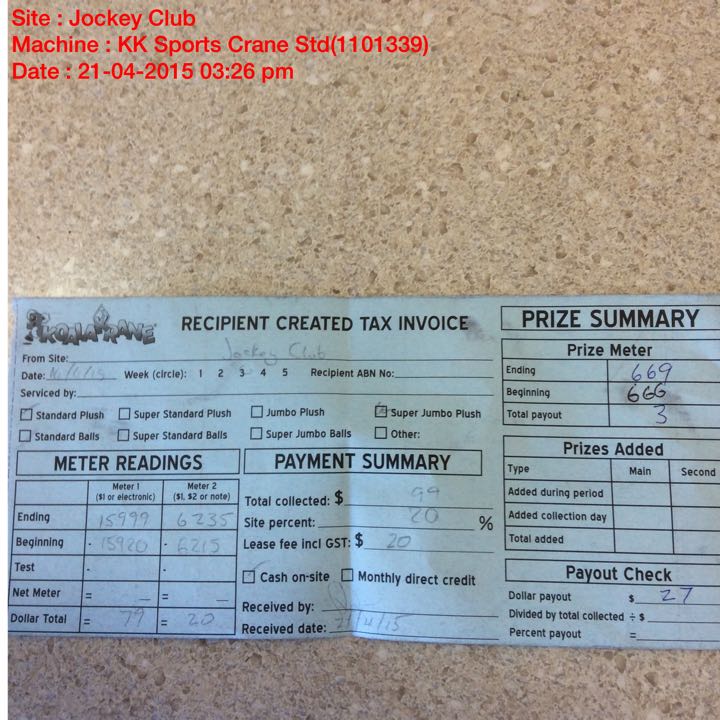 Site : Jockey Club
Machine : KK Sports Crane Std(1101339)
Date : 21-04-2015 03:26 pm
KOALA CRANE
RECIPIENT CREATED TAX INVOICE
From Site: Jockey Club
Date: Week (circle): 1 2 3 4 5 Recipient ABN No:
Serviced by:
Standard Plush Super Standard Plush Jumbo Plush Super Jumbo Plush
Standard Balls Super Standard Balls Super Jumbo Balls Other:
METER READINGS
Meter 1 Meter 2
($1 or electronic) ($1, $2 or note)
Ending 15999 6235
Beginning - 15920 - 6215
Test - -
Net Meter = — = —
Dollar Total = 79 = 20
PAYMENT SUMMARY
Total collected: $ 99
Site percent: 20 %
Lease fee incl GST: $ 20
Cash on-site Monthly direct credit
Received by:
Received date: 21/4/15
PRIZE SUMMARY
Prize Meter
Ending 669
Beginning 666
Total payout 3
Prizes Added
Type Main Second
Added during period
Added collection day
Total added
Payout Check
Dollar payout $ 27
Divided by total collected ÷ $
Percent payout =